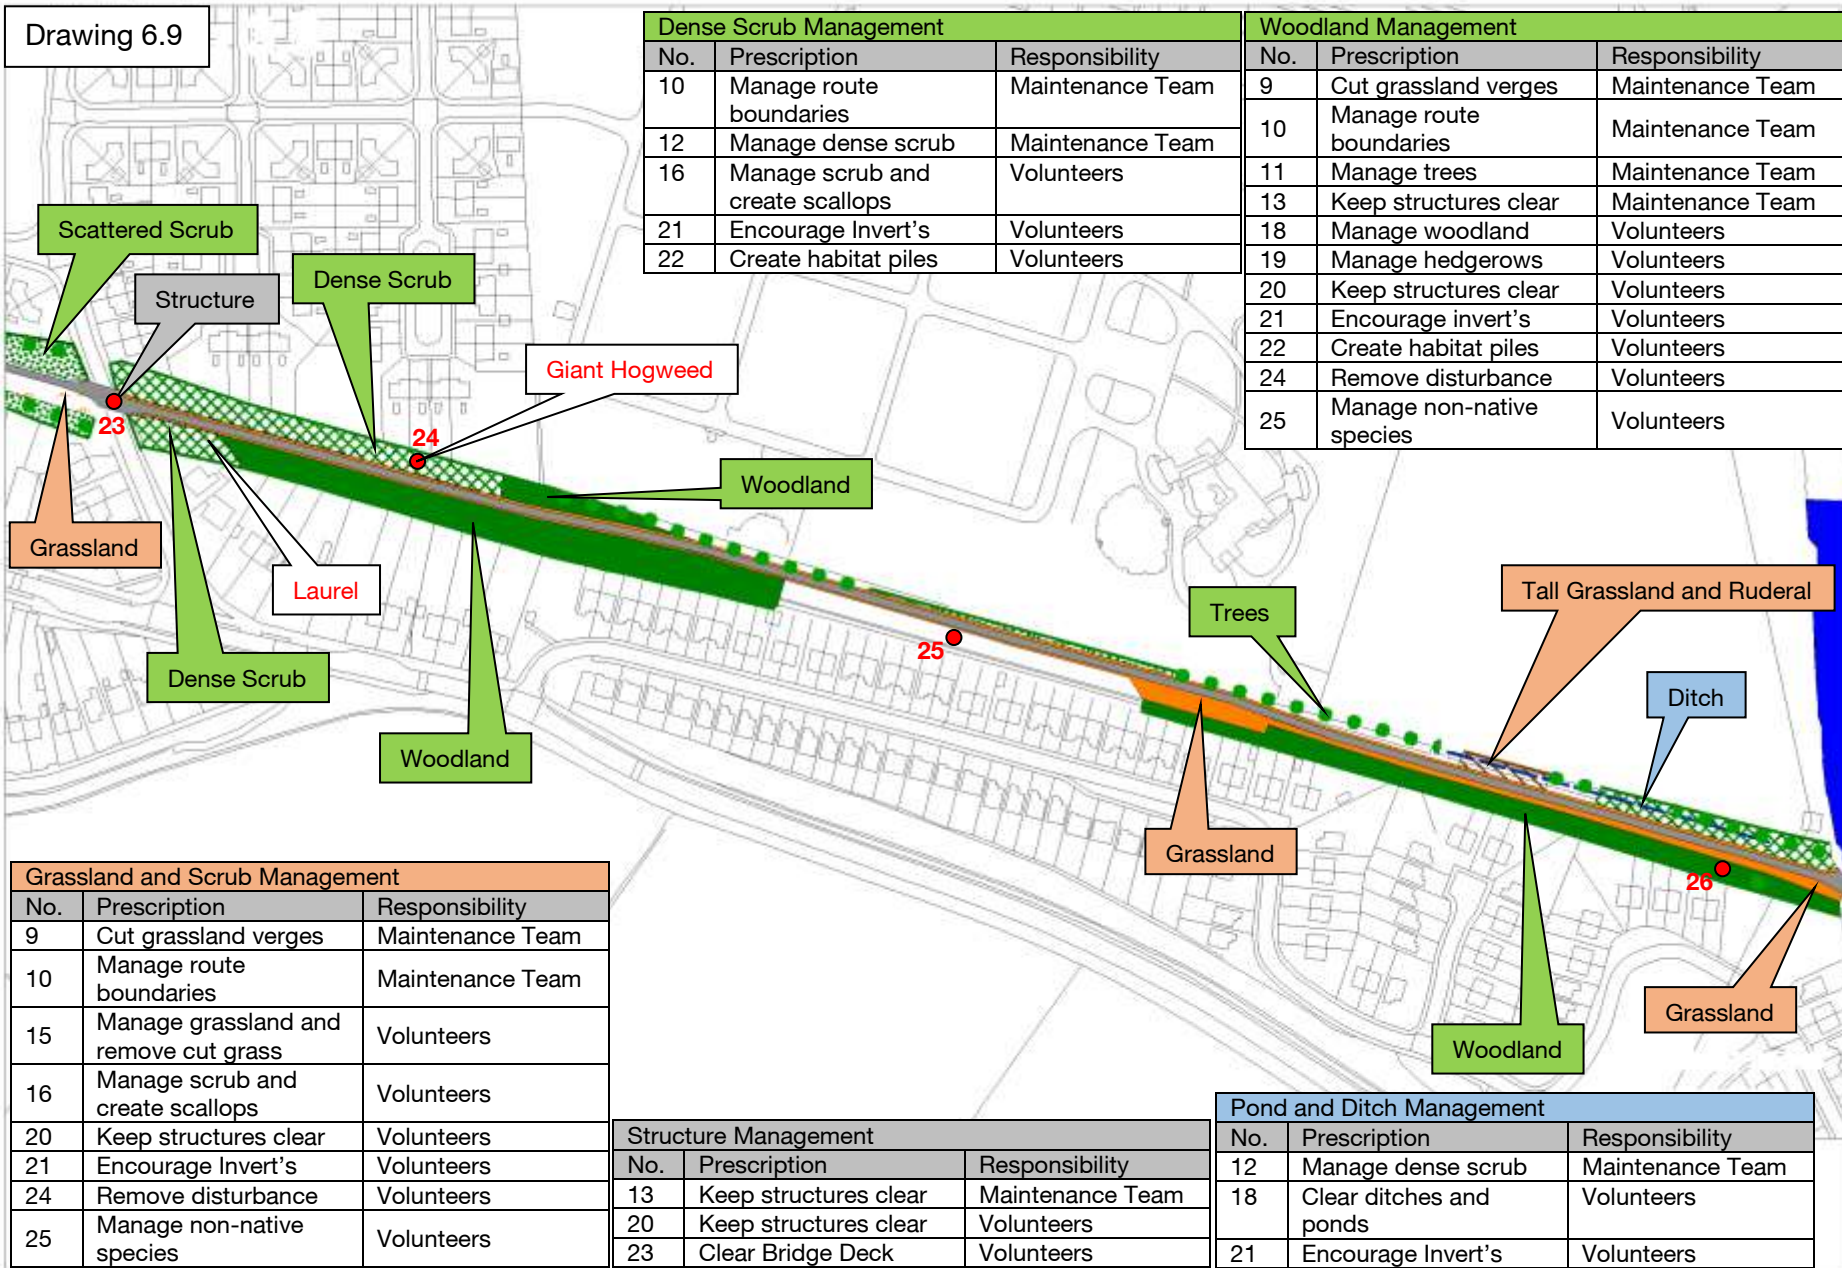 Drawing 6.9
Dense Scrub Management
No. Prescription Responsibility
10 Manage route Maintenance Team
boundaries
12 Manage dense scrub Maintenance Team
16 Manage scrub and Volunteers
create scallops
21 Encourage Invert's Volunteers
22 Create habitat piles Volunteers
Woodland Management
No. Prescription Responsibility
9 Cut grassland verges Maintenance Team
10 Manage route boundaries Maintenance Team
11 Manage trees Maintenance Team
13 Keep structures clear Maintenance Team
18 Manage woodland Volunteers
19 Manage hedgerows Volunteers
20 Keep structures clear Volunteers
21 Encourage invert's Volunteers
22 Create habitat piles Volunteers
24 Remove disturbance Volunteers
25 Manage non-native species Volunteers
Scattered Scrub
Structure
Dense Scrub
Giant Hogweed
23
24
Woodland
Grassland
Laurel
Dense Scrub
Woodland
25
Trees
Tall Grassland and Ruderal
Ditch
Grassland
26
Grassland
Woodland
Grassland and Scrub Management
No. Prescription Responsibility
9 Cut grassland verges Maintenance Team
10 Manage route boundaries Maintenance Team
15 Manage grassland and remove cut grass Volunteers
16 Manage scrub and create scallops Volunteers
20 Keep structures clear Volunteers
21 Encourage Invert's Volunteers
24 Remove disturbance Volunteers
25 Manage non-native species Volunteers
Structure Management
No. Prescription Responsibility
13 Keep structures clear Maintenance Team
20 Keep structures clear Volunteers
23 Clear Bridge Deck Volunteers
Pond and Ditch Management
No. Prescription Responsibility
12 Manage dense scrub Maintenance Team
18 Clear ditches and Volunteers
ponds
21 Encourage Invert's Volunteers